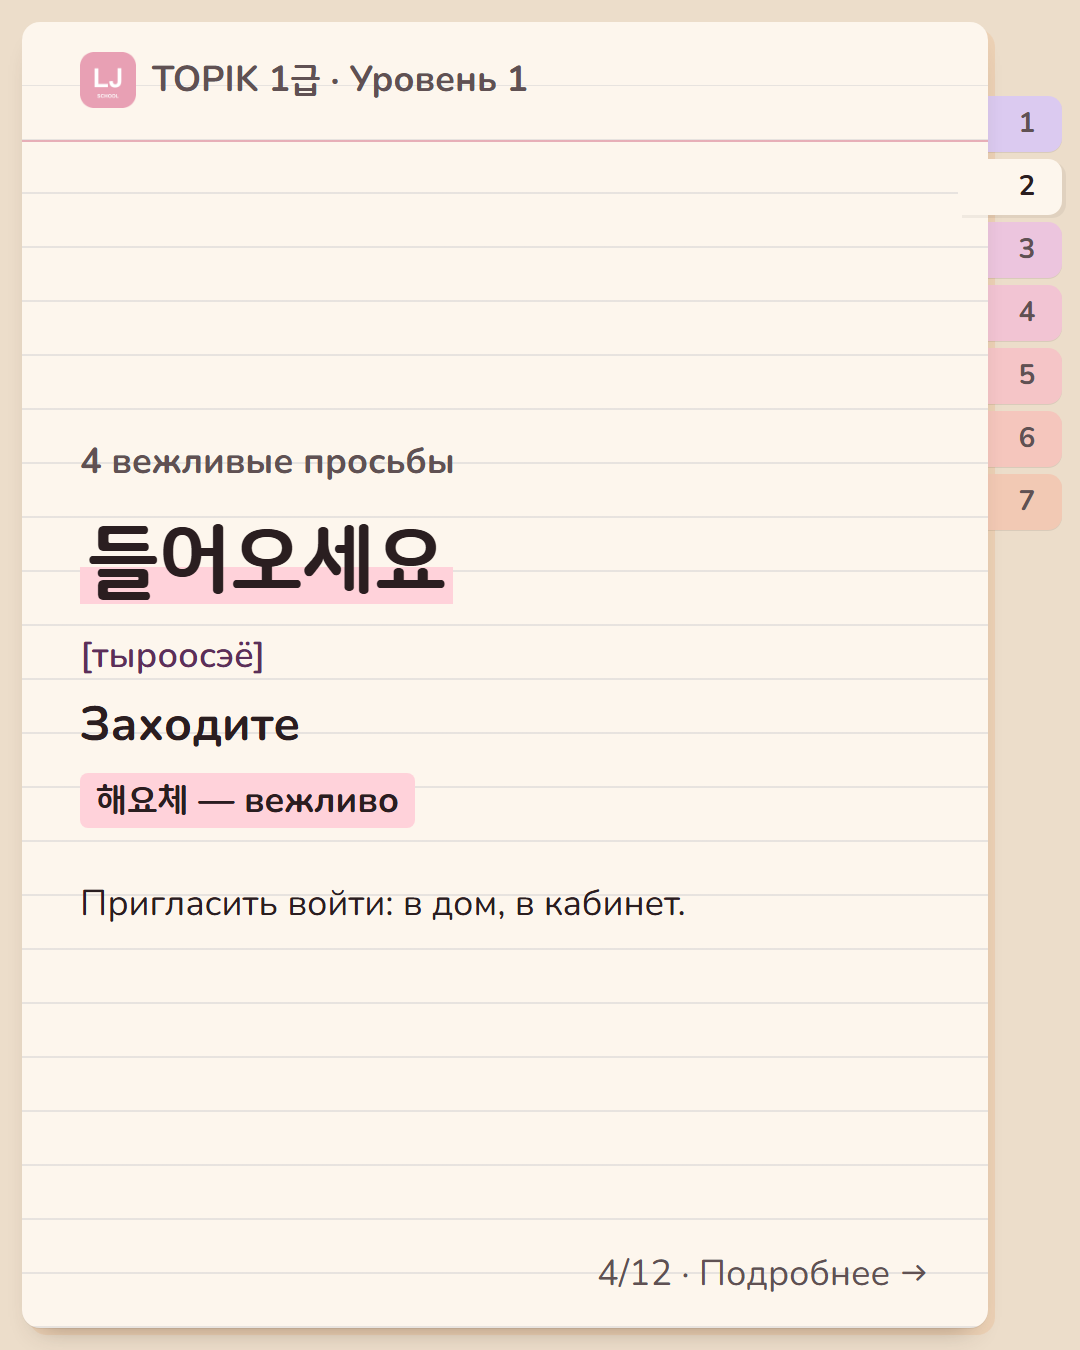 LJ
SCHOOL
TOPIK 1급 · Уровень 1
1
2
3
4
5
6
7
4 вежливые просьбы
들어오세요
[тыроосэё]
Заходите
해요체 — вежливо
Пригласить войти: в дом, в кабинет.
4/12 · Подробнее →